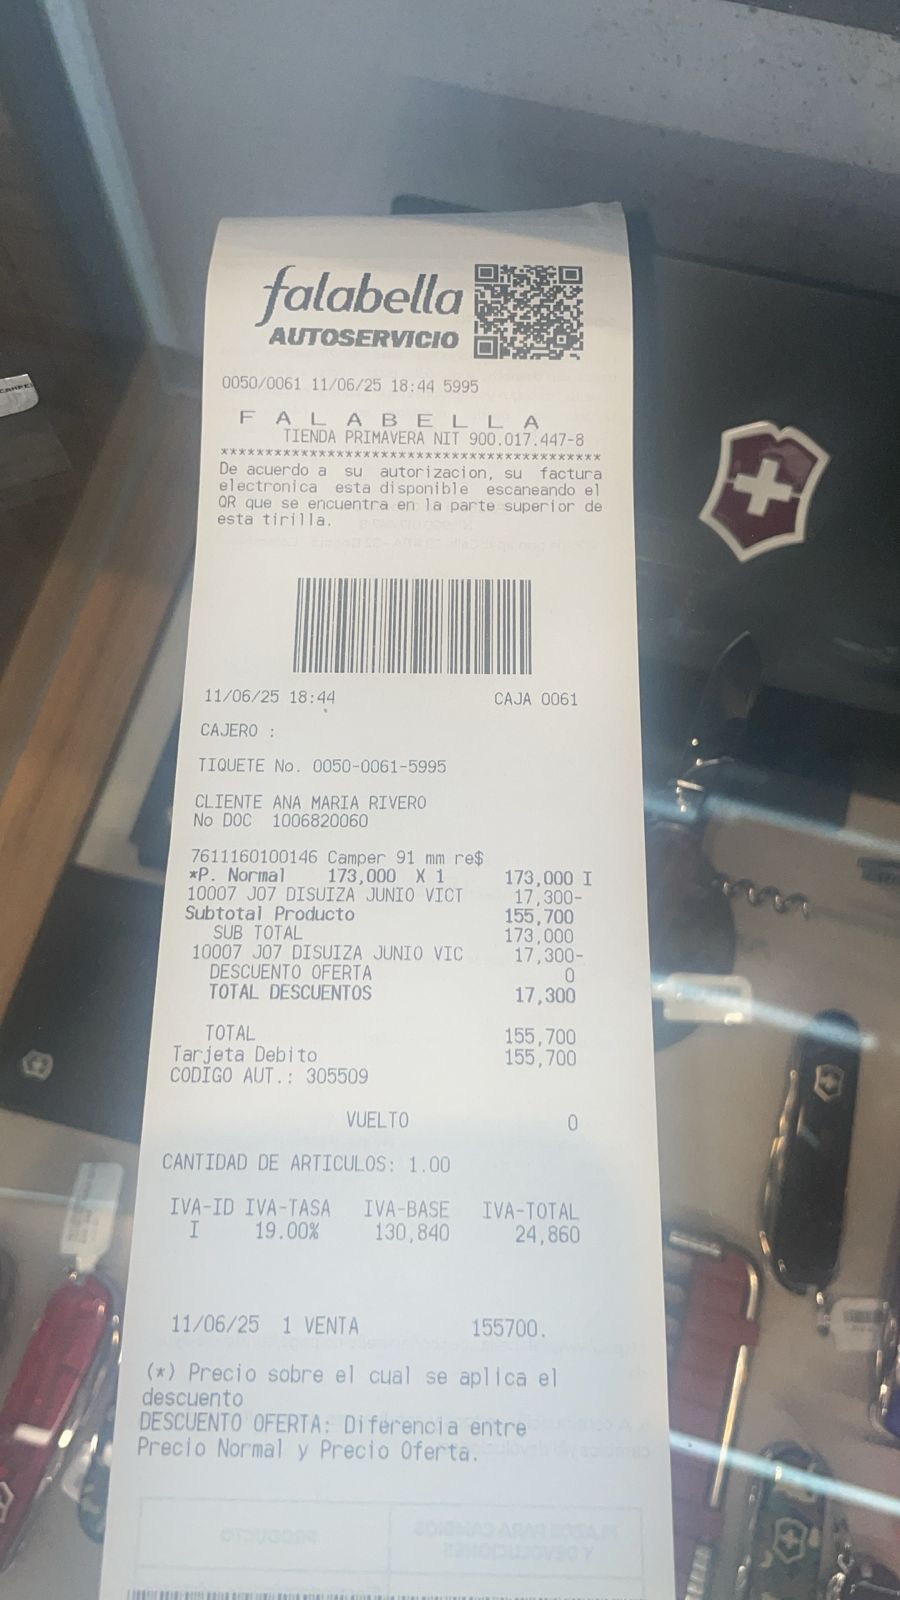 falabella
AUTOSERVICIO
0050/0061 11/06/25 18:44 5995
F A L A B E L L A
TIENDA PRIMAVERA NIT 900.017.447-8
******************************************
De acuerdo a su autorizacion, su factura
electronica esta disponible escaneando el
QR que se encuentra en la parte superior de
esta tirilla.
11/06/25 18:44 CAJA 0061
CAJERO :
TIQUETE No. 0050-0061-5995
CLIENTE ANA MARIA RIVERO
No DOC 1006820060
7611160100146 Camper 91 mm re$
*P. Normal 173,000 X 1 173,000 I
10007 J07 DISUIZA JUNIO VICT 17,300-
Subtotal Producto 155,700
SUB TOTAL 173,000
10007 J07 DISUIZA JUNIO VIC 17,300-
DESCUENTO OFERTA 0
TOTAL DESCUENTOS 17,300
TOTAL 155,700
Tarjeta Debito 155,700
CODIGO AUT.: 305509
VUELTO 0
CANTIDAD DE ARTICULOS: 1.00
IVA-ID IVA-TASA IVA-BASE IVA-TOTAL
I 19.00% 130,840 24,860
11/06/25 1 VENTA 155700.
(*) Precio sobre el cual se aplica el
descuento
DESCUENTO OFERTA: Diferencia entre
Precio Normal y Precio Oferta.
PLAZOS PARA CAMBIOS
Y DEVOLUCIONES
PRODUCTO